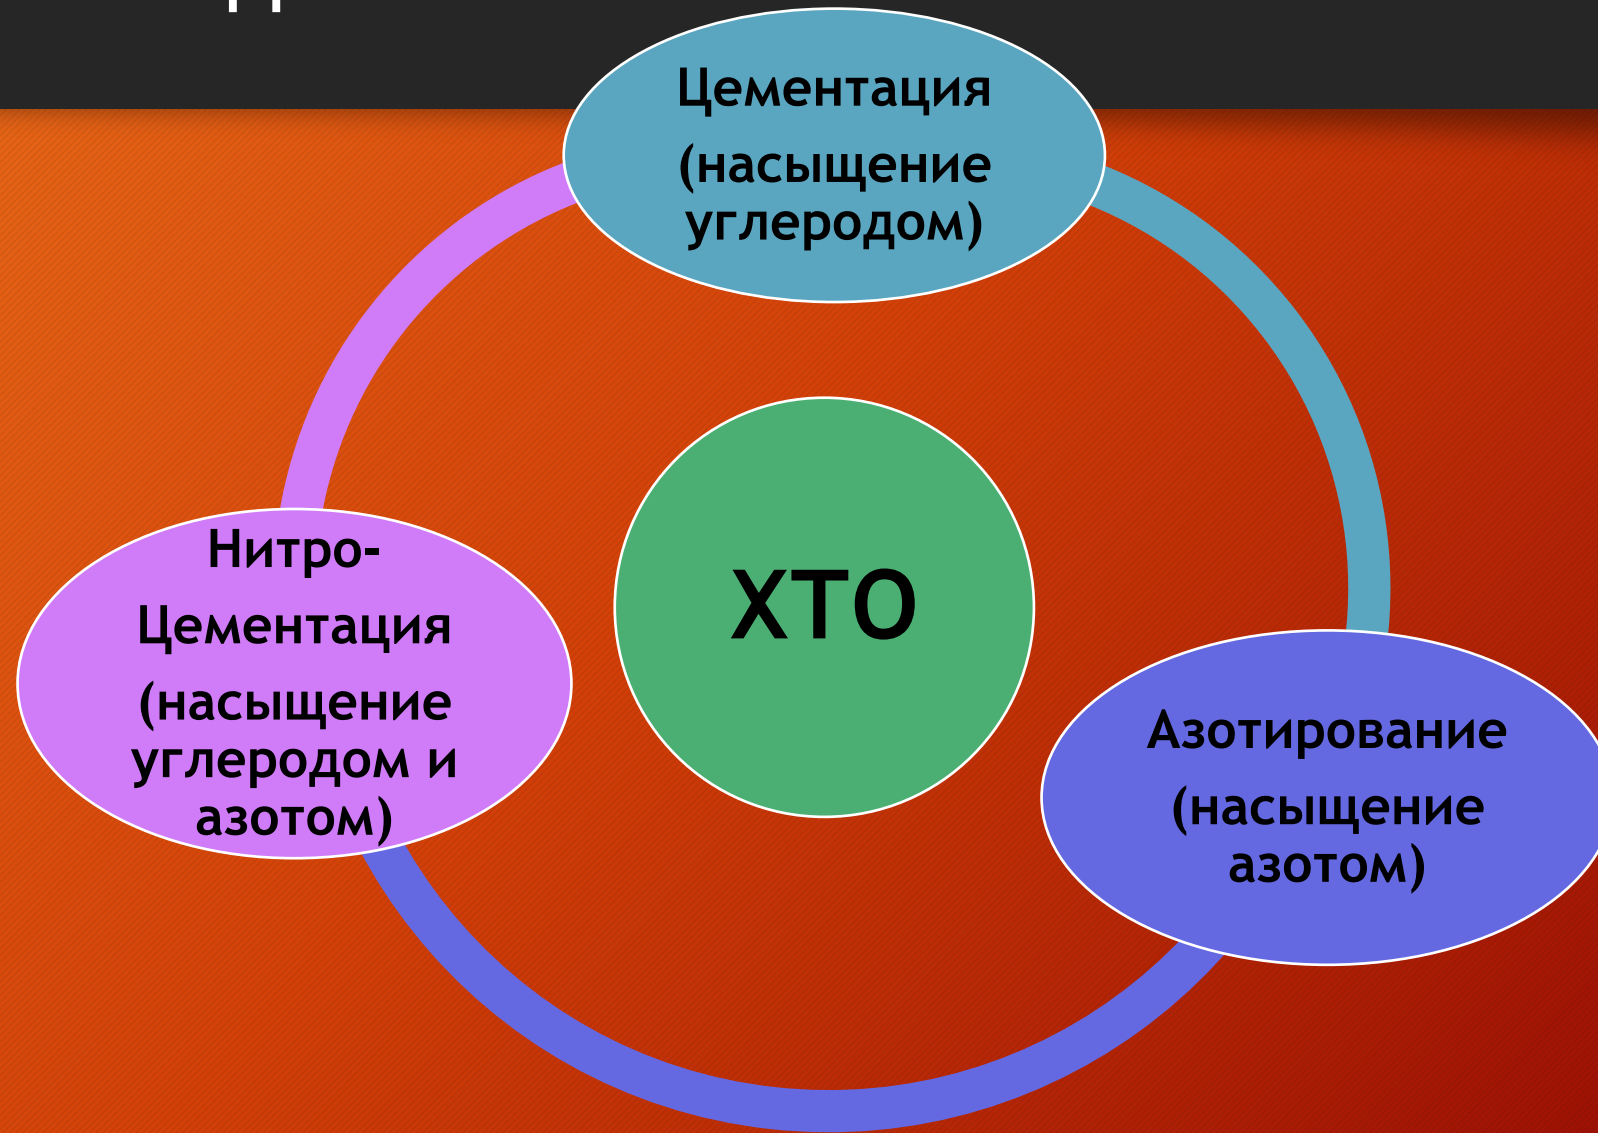 Цементация
(насыщение
углеродом)
ХТО
Нитро-
Цементация
(насыщение
углеродом и
азотом)
Азотирование
(насыщение
азотом)